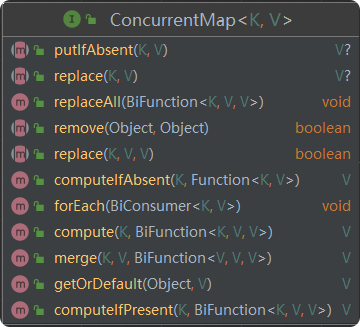 I ConcurrentMap<K, V>
m putIfAbsent(K, V) V?
m replace(K, V) V?
m replaceAll(BiFunction<K, V, V>) void
m remove(Object, Object) boolean
m replace(K, V, V) boolean
m computeIfAbsent(K, Function<K, V>) V
m forEach(BiConsumer<K, V>) void
m compute(K, BiFunction<K, V, V>) V
m merge(K, V, BiFunction<V, V, V>) V
m getOrDefault(Object, V) V
m computeIfPresent(K, BiFunction<K, V, V>) V